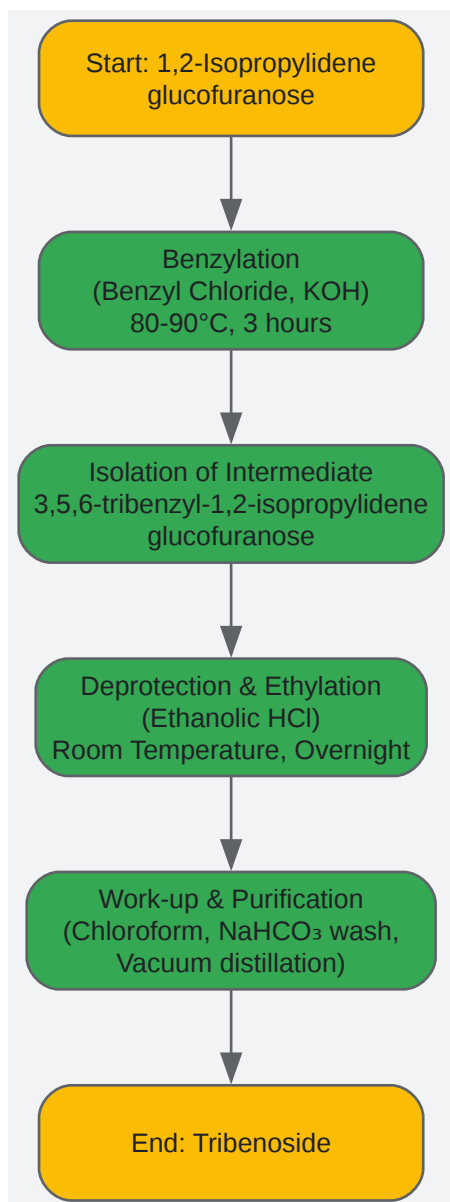 Start: 1,2-Isopropylidene
glucofuranose
Benzylation
(Benzyl Chloride, KOH)
80-90°C, 3 hours
Isolation of Intermediate
3,5,6-tribenzyl-1,2-isopropylidene
glucofuranose
Deprotection & Ethylation
(Ethanolic HCl)
Room Temperature, Overnight
Work-up & Purification
(Chloroform, NaHCO₃ wash,
Vacuum distillation)
End: Tribenoside